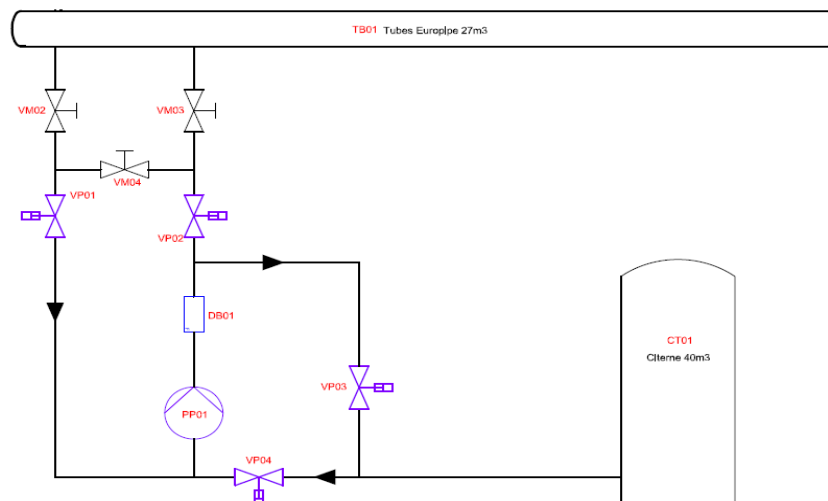 TB01 Tubes Europipe 27m3
VM02
VM03
VM04
VP01
VP02
DB01
CT01
Citerne 40m3
VP03
PP01
VP04